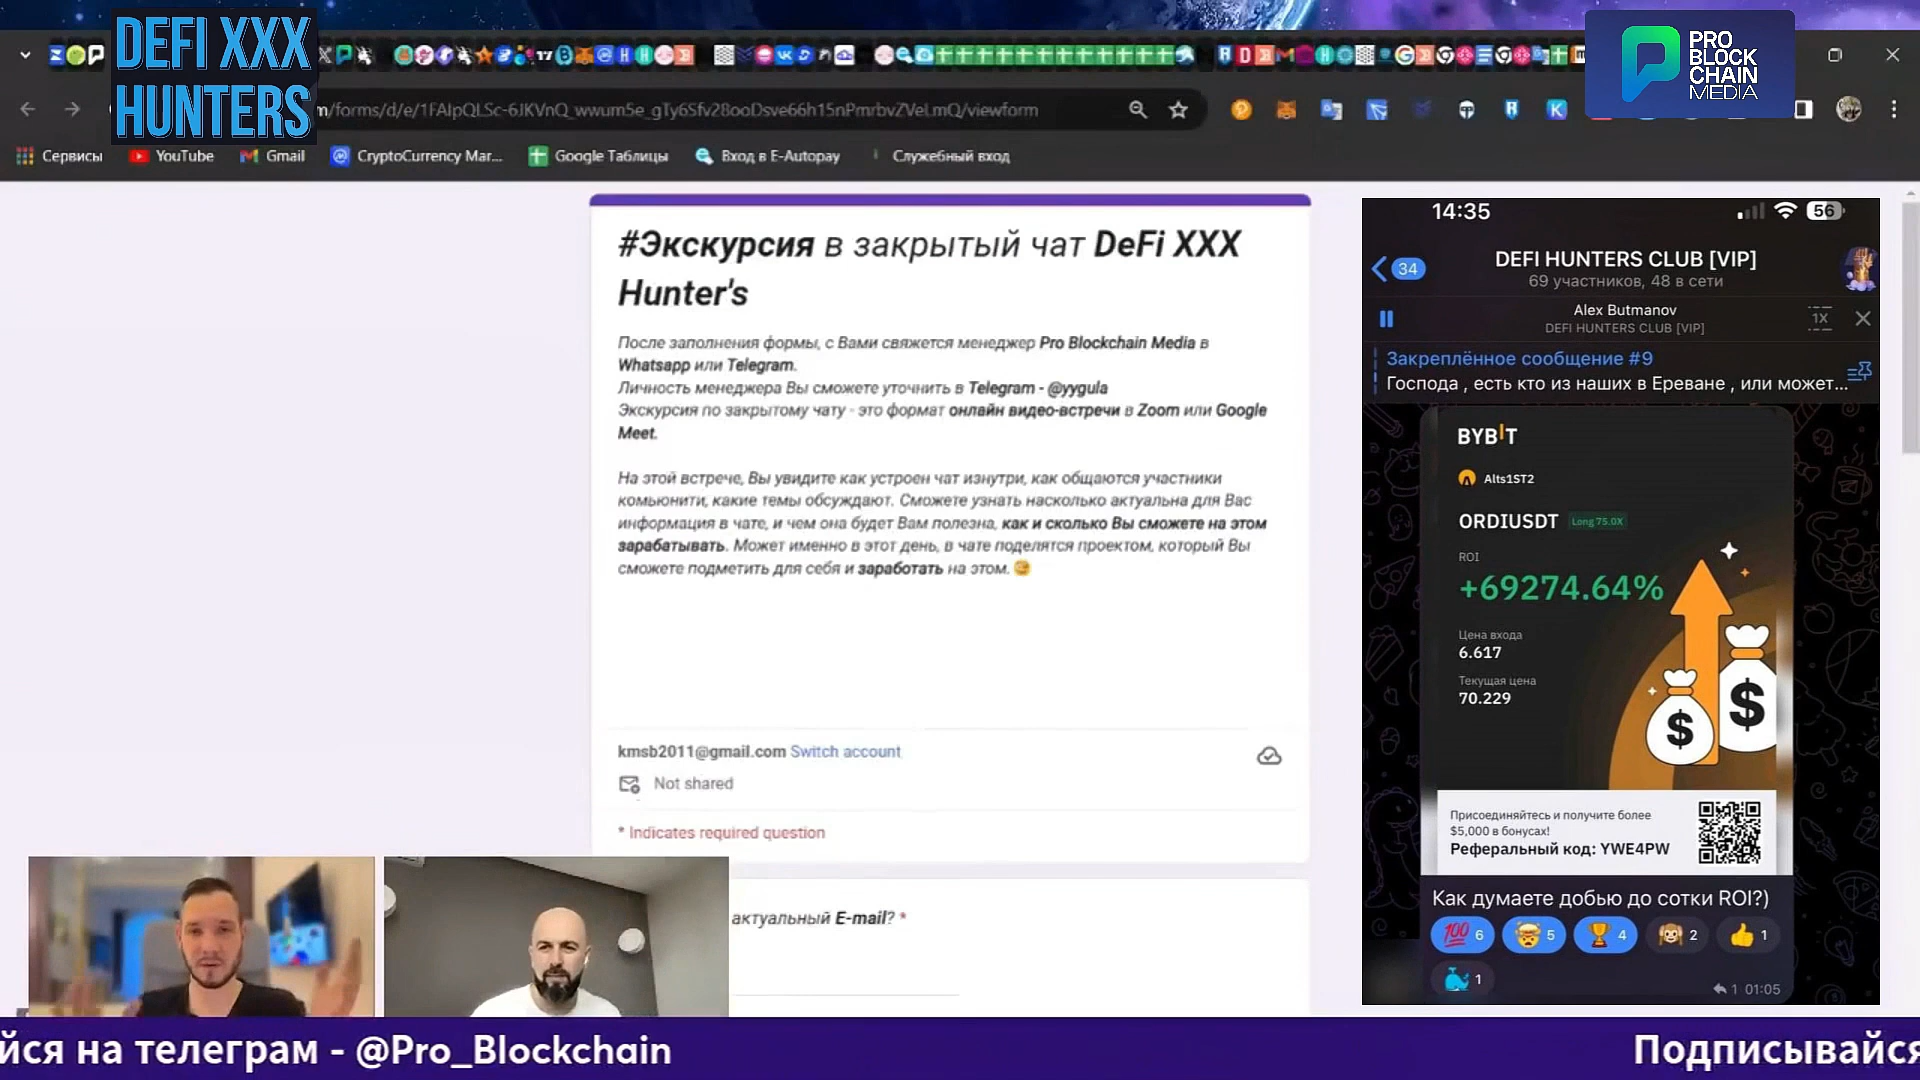 DEFI XXX
HUNTERS
PRO
BLOCK
CHAIN
MEDIA
m/forms/d/e/1FAIpQLSc-6JKVnQ_wwum5e_gTy6Sfv28ooDsve66h15nPmrbvZVeLmQ/viewform
Сервисы
YouTube
Gmail
CryptoCurrency Mar...
Google Таблицы
Вход в E-Autopay
Служебный вход
#Экскурсия в закрытый чат DeFi XXX
Hunter's
После заполнения формы, с Вами свяжется менеджер Pro Blockchain Media в
Whatsapp или Telegram.
Личность менеджера Вы сможете уточнить в Telegram - @yygula
Экскурсия по закрытому чату - это формат онлайн видео-встречи в Zoom или Google
Meet.
На этой встрече, Вы увидите как устроен чат изнутри, как общаются участники
комьюнити, какие темы обсуждают. Сможете узнать насколько актуальна для Вас
информация в чате, и чем она будет Вам полезна, как и сколько Вы сможете на этом
зарабатывать. Может именно в этот день, в чате поделятся проектом, который Вы
сможете подметить для себя и заработать на этом.
kmsb2011@gmail.com Switch account
Not shared
* Indicates required question
актуальный E-mail? *
14:35
56
34
DEFI HUNTERS CLUB [VIP]
69 участников, 48 в сети
Alex Butmanov
DEFI HUNTERS CLUB [VIP]
1X
Закреплённое сообщение #9
Господа , есть кто из наших в Ереване , или может...
BYBIT
Alts1ST2
ORDIUSDT Long 75.0X
ROI
+69274.64%
Цена входа
6.617
Текущая цена
70.229
Присоединяйтесь и получите более
$5,000 в бонусах!
Реферальный код: YWE4PW
Как думаете добью до сотки ROI?)
100 6
5
4
2
1
1
1 01:05
йся на телеграм - @Pro_Blockchain
Подписывайся